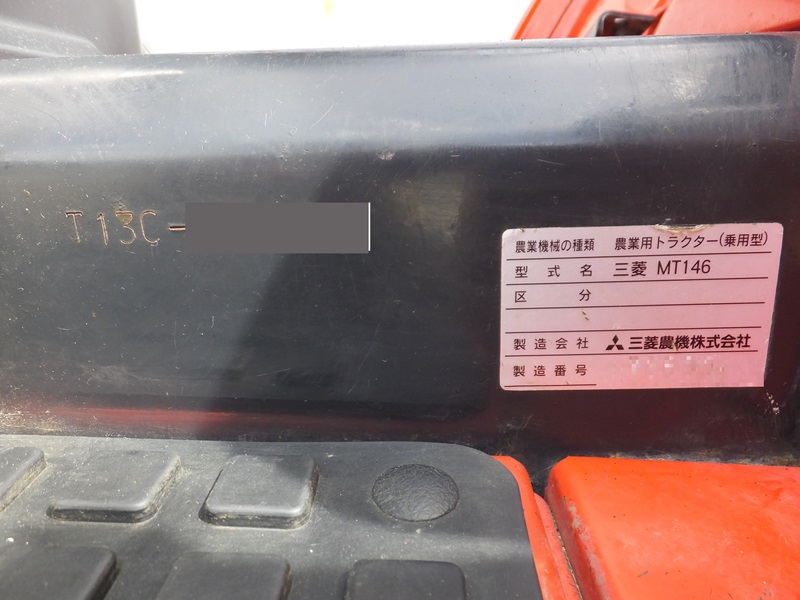 T13C-
農業機械の種類 農業用トラクター(乗用型)
型式名 三菱 MT146
区分
製造会社 三菱農機株式会社
製造番号